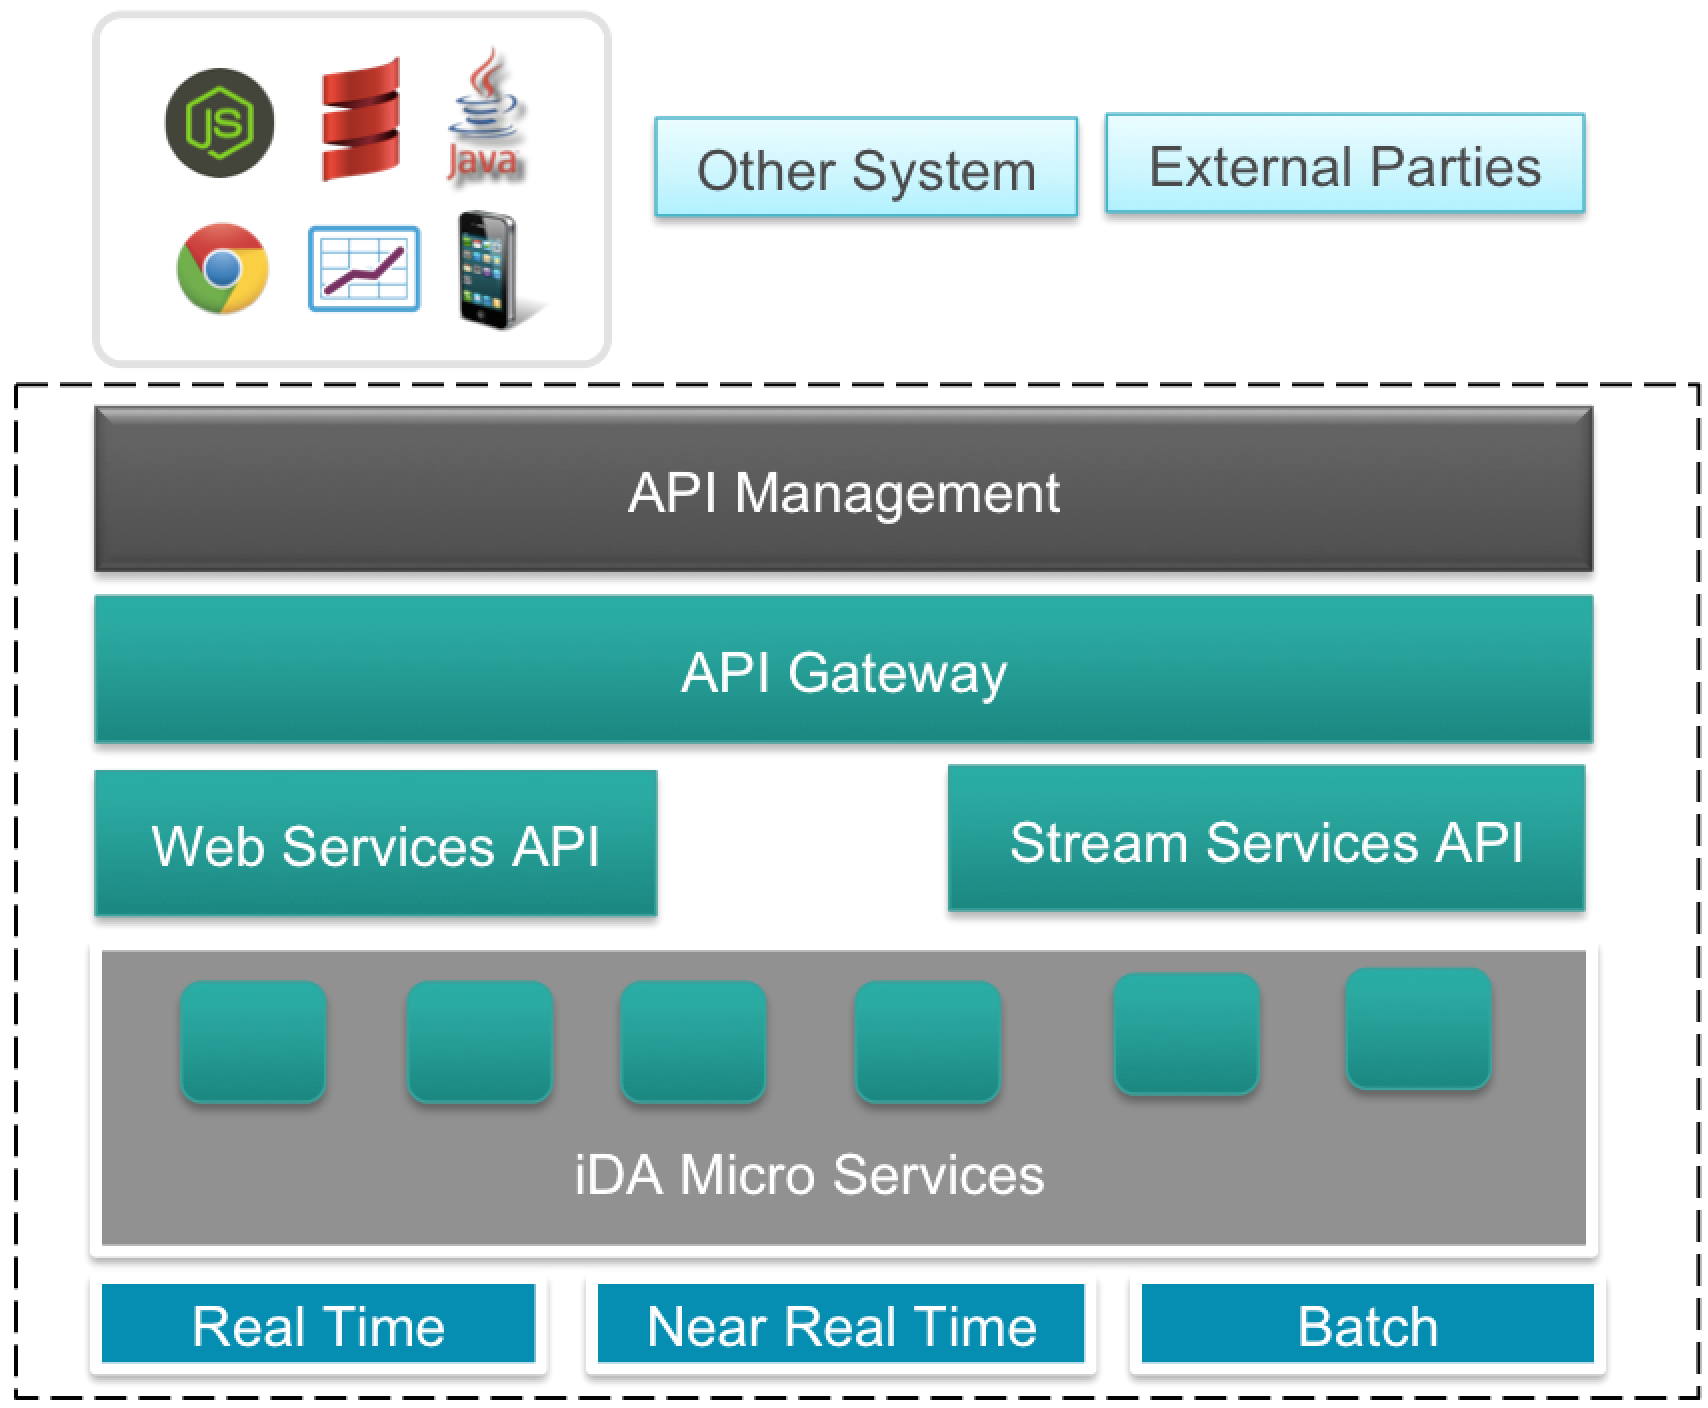 JS
Java
Other System
External Parties
API Management
API Gateway
Web Services API
Stream Services API
iDA Micro Services
Real Time
Near Real Time
Batch